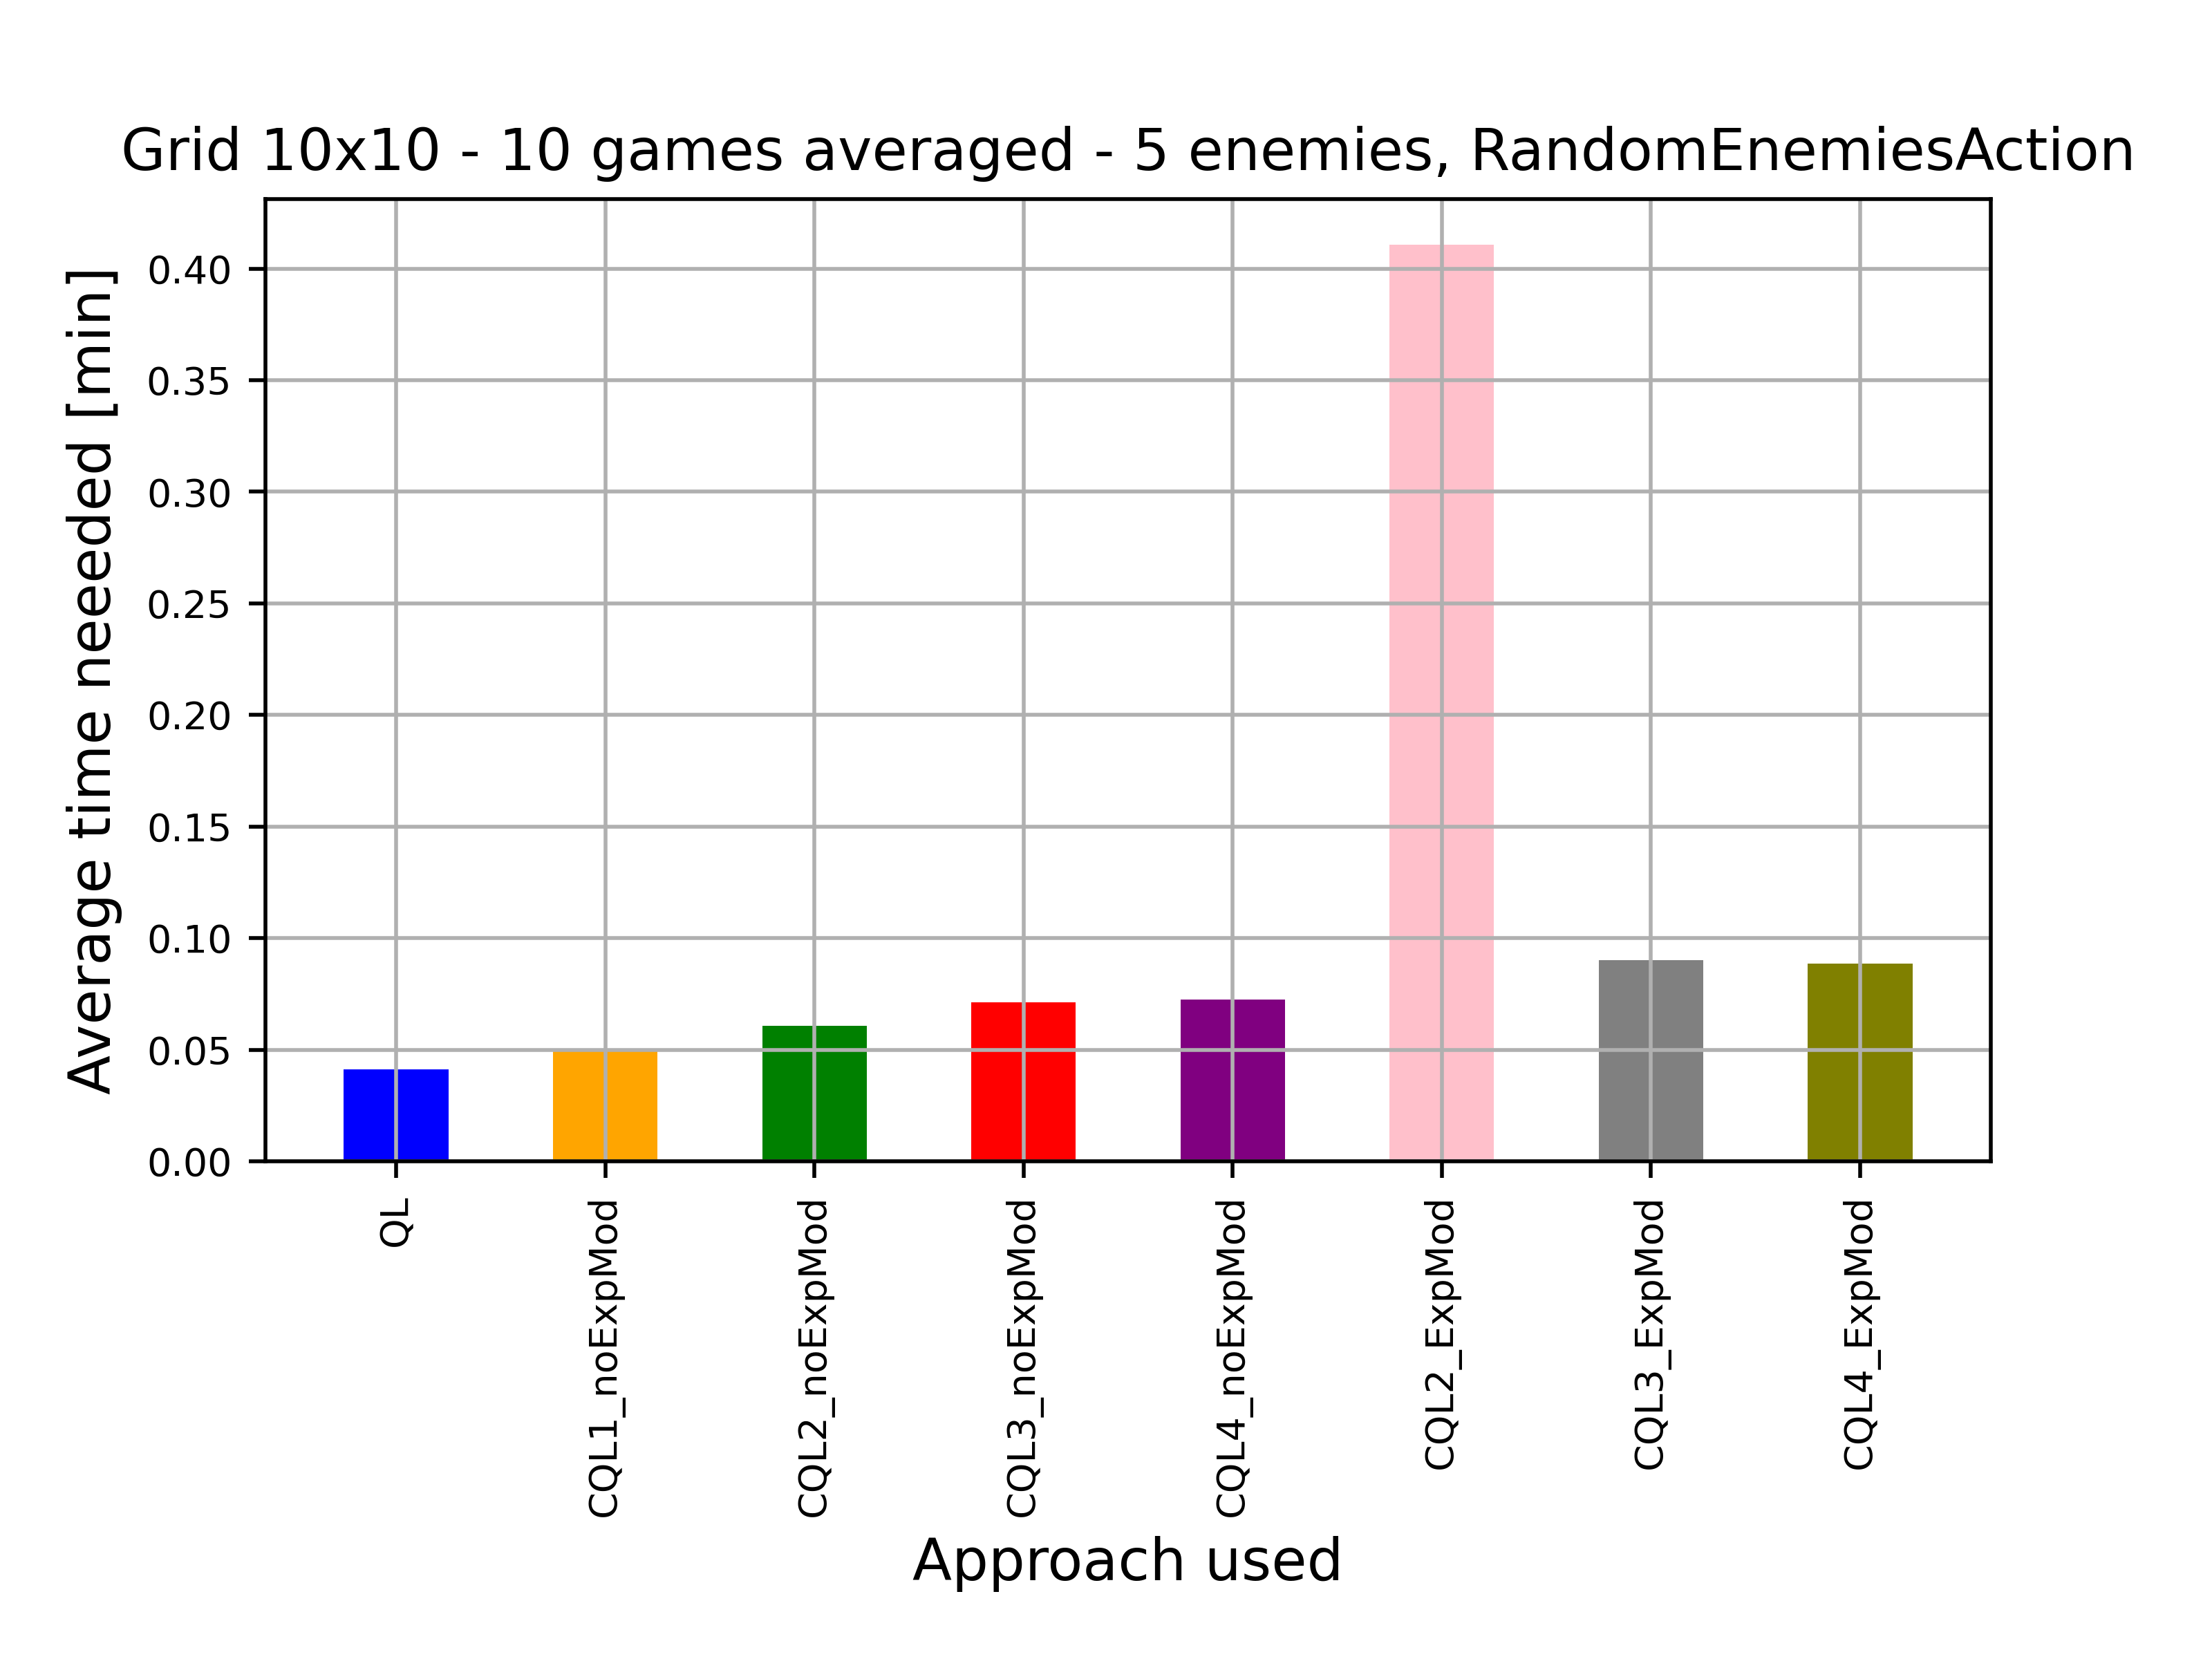 Grid 10x10 - 10 games averaged - 5 enemies, RandomEnemiesAction
Average time needed [min]
0.40
0.35
0.30
0.25
0.20
0.15
0.10
0.05
0.00
QL
CQL1_noExpMod
CQL2_noExpMod
CQL3_noExpMod
CQL4_noExpMod
CQL2_ExpMod
CQL3_ExpMod
CQL4_ExpMod
Approach used